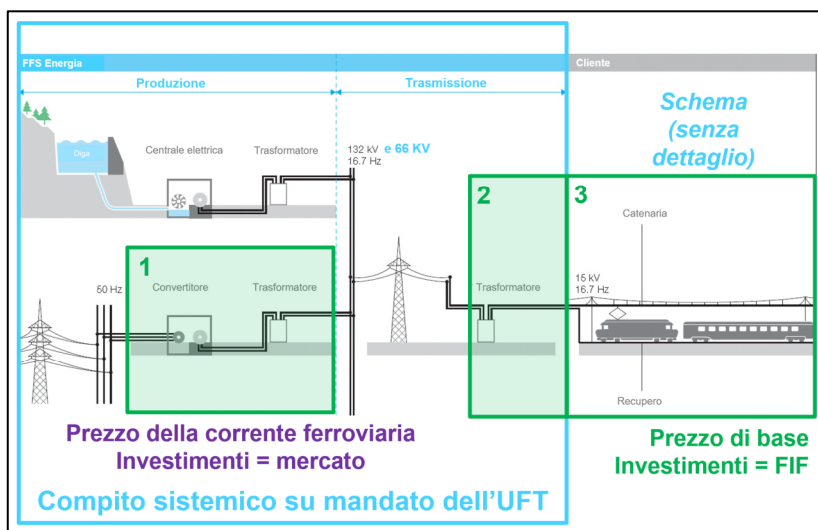 FFS Energia
Cliente
Produzione
Trasmissione
Schema
(senza
dettaglio)
Diga
Centrale elettrica
Trasformatore
132 kV e 66 KV
16.7 Hz
1
2
3
50 Hz
Convertitore
Trasformatore
Trasformatore
Catenaria
15 kV
16.7 Hz
Recupero
Prezzo della corrente ferroviaria
Investimenti = mercato
Prezzo di base
Investimenti = FIF
Compito sistemico su mandato dell'UFT